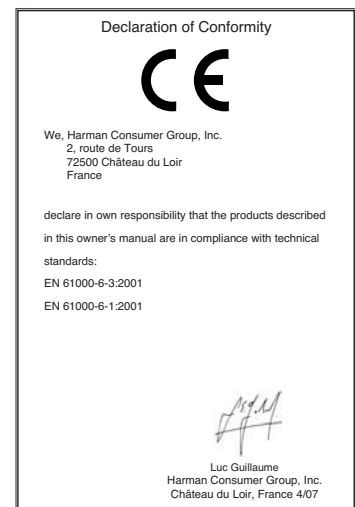 Declaration of Conformity
CE
We, Harman Consumer Group, Inc.
2, route de Tours
72500 Château du Loir
France
declare in own responsibility that the products described
in this owner's manual are in compliance with technical
standards:
EN 61000-6-3:2001
EN 61000-6-1:2001
Luc Guillaume
Harman Consumer Group, Inc.
Château du Loir, France 4/07